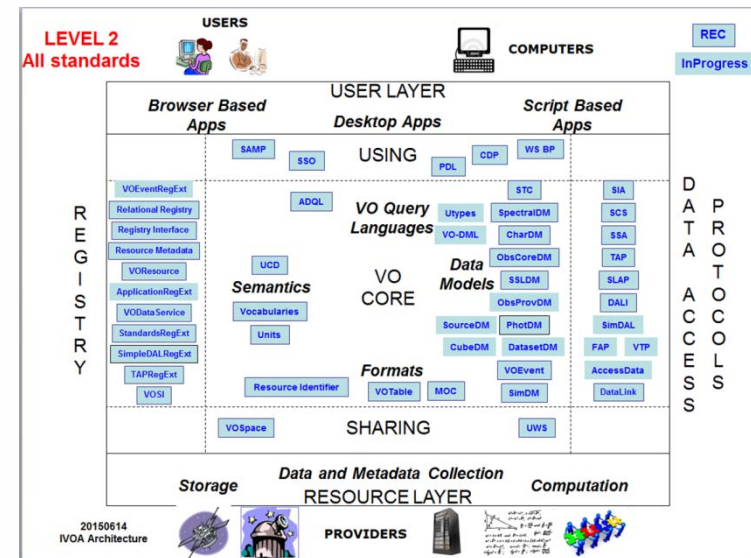 LEVEL 2
All standards
USERS
COMPUTERS
REC
InProgress
USER LAYER
Browser Based
Apps
Desktop Apps
Script Based
Apps
USING
SAMP
SSO
PDL
CDP
WS BP
REGISTRY
VOEventRegExt
Relational Registry
Registry Interface
Resource Metadata
VOResource
ApplicationRegExt
VODataService
StandardsRegExt
SimpleDALRegExt
TAPRegExt
VOSI
ADQL
VO Query
Languages
UCD
Semantics
Vocabularies
Units
VO
CORE
Formats
Resource Identifier
VOTable
MOC
Utypes
VO-DML
Data
Models
STC
SpectralDM
CharDM
ObsCoreDM
SSLDM
ObsProvDM
SourceDM
PhotDM
CubeDM
DatasetDM
VOEvent
SimDM
SIA
SCS
SSA
TAP
SLAP
DALI
SimDAL
FAP
VTP
AccessData
DataLink
DATA ACCESS
PROTOCOLS
VOSpace
SHARING
UWS
Data and Metadata Collection
Storage
Computation
RESOURCE LAYER
20150614
IVOA Architecture
PROVIDERS